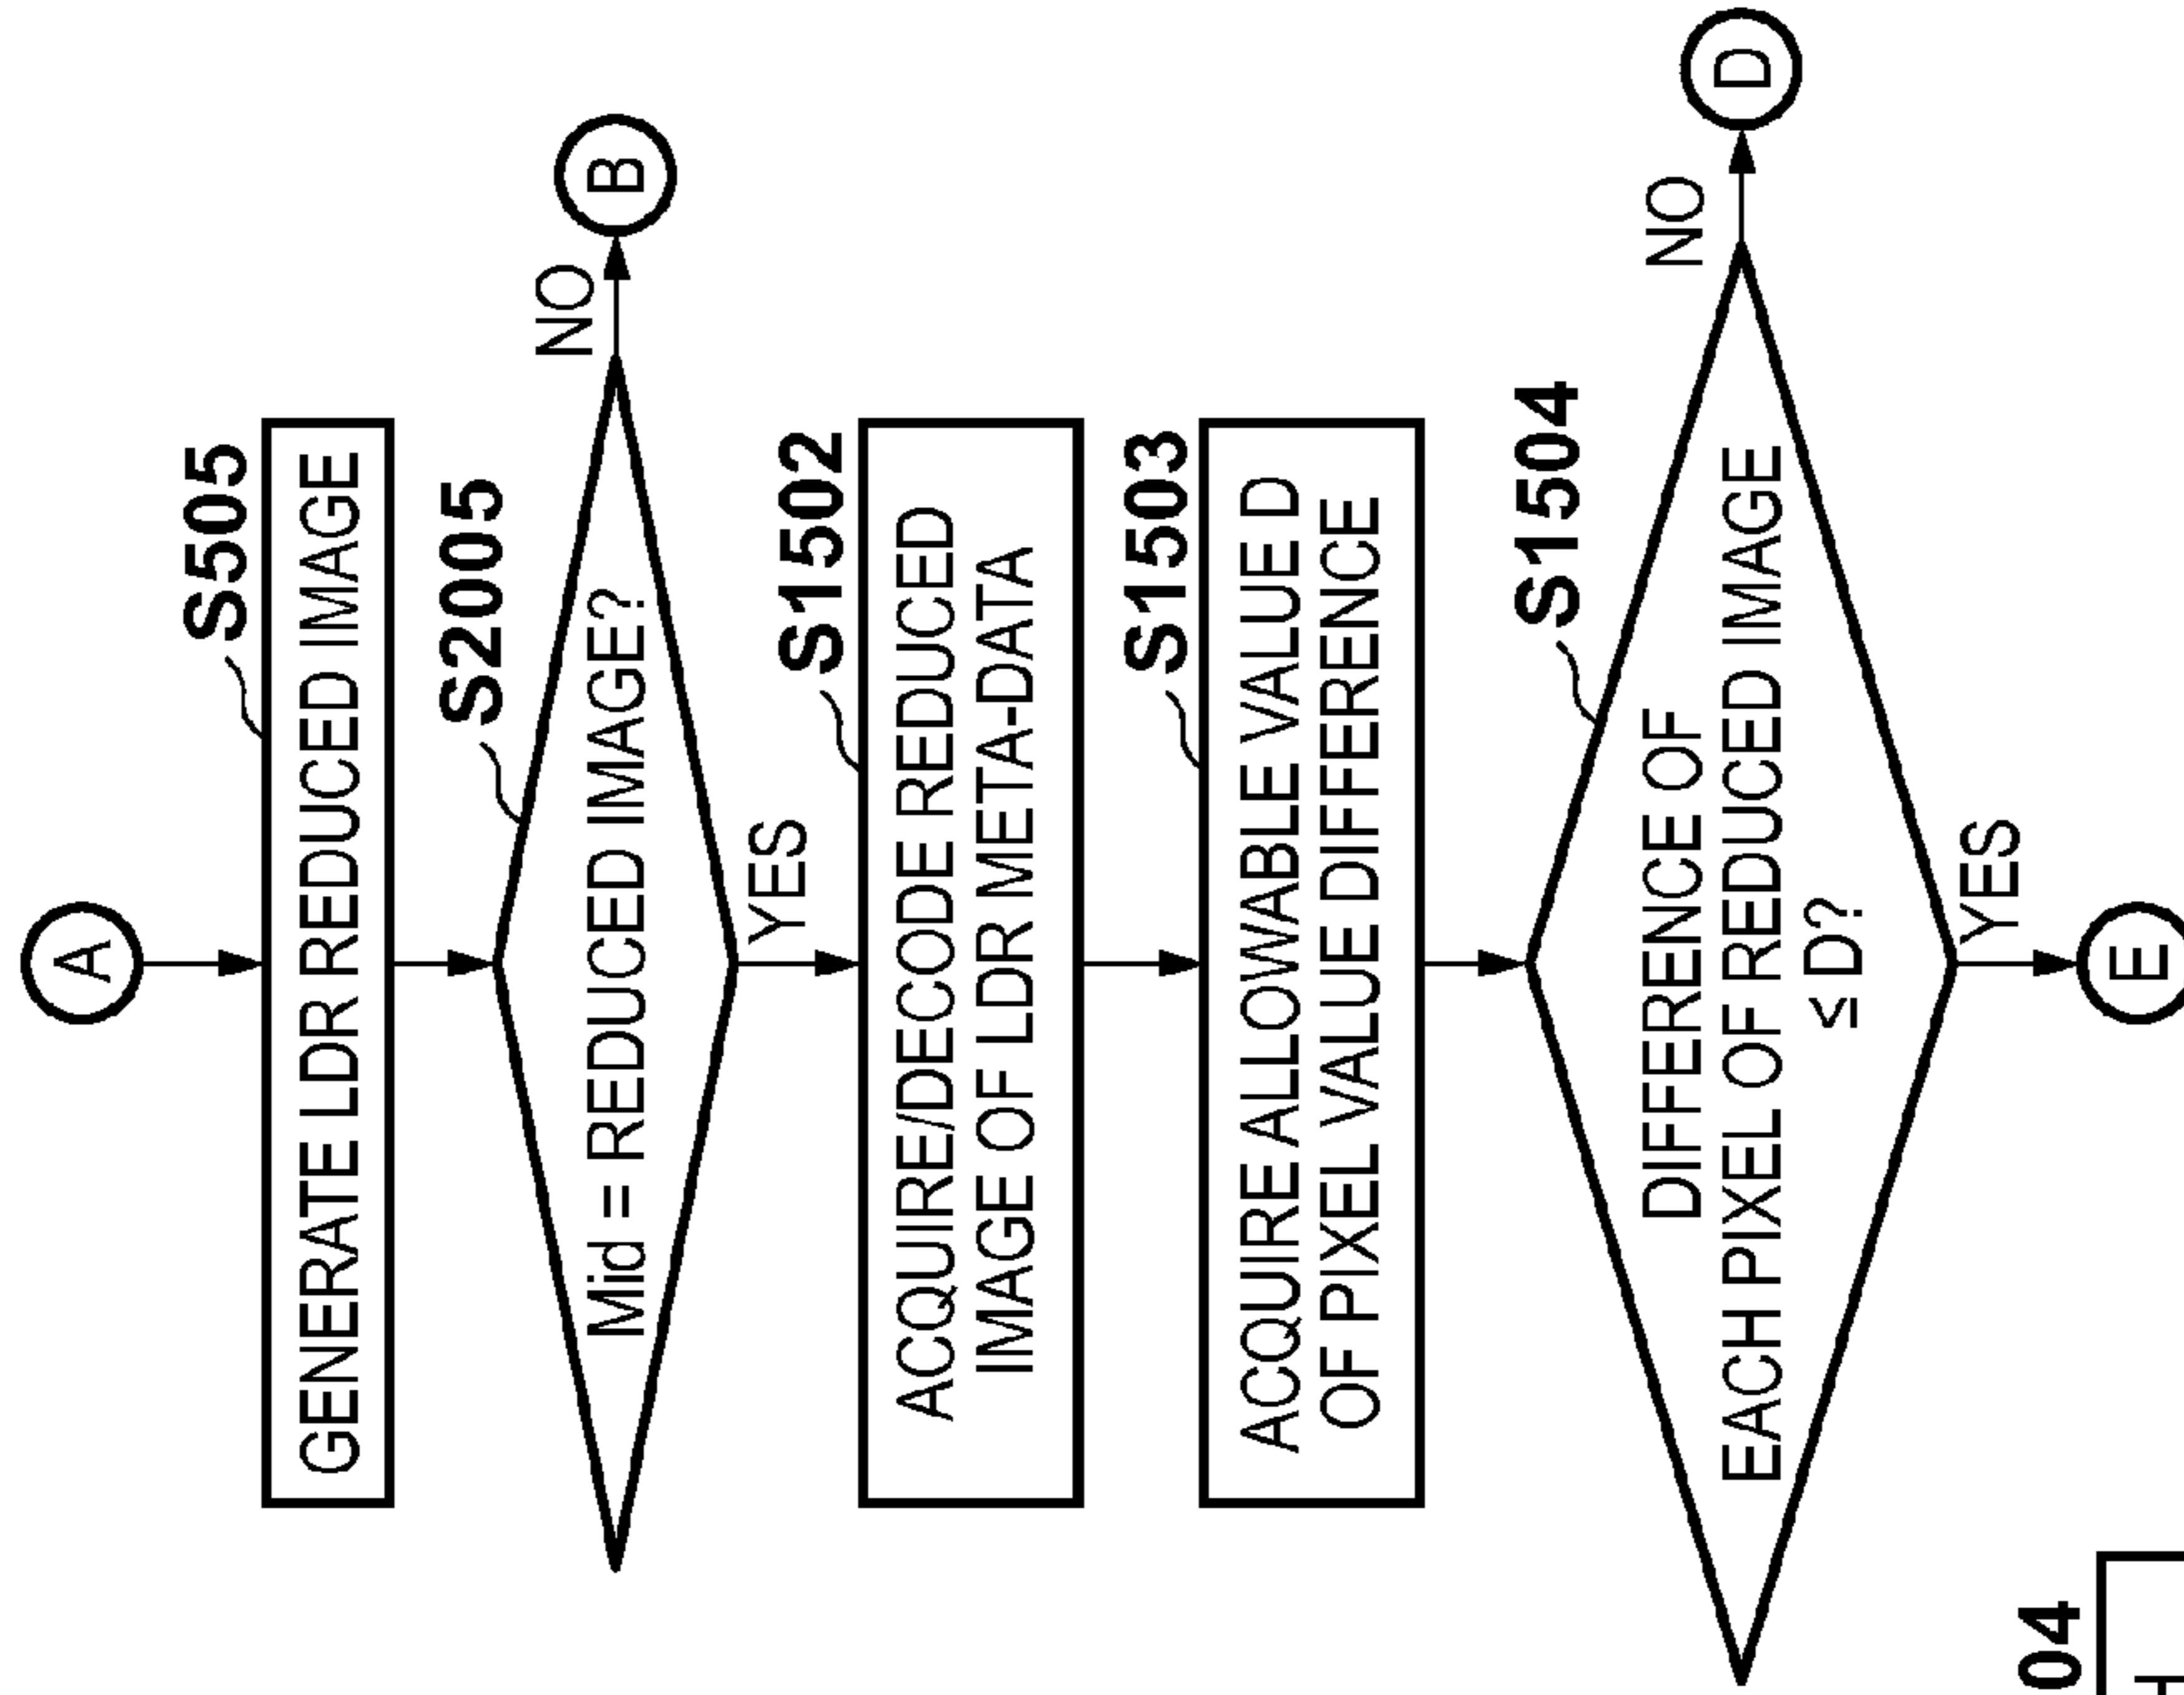 A
S505
GENERATE LDR REDUCED IMAGE
S2005
Mid = REDUCED IMAGE?
NO
B
YES
S1502
ACQUIRE/DECODE REDUCED
IMAGE OF LDR META-DATA
S1503
ACQUIRE ALLOWABLE VALUE D
OF PIXEL VALUE DIFFERENCE
S1504
DIFFERENCE OF
EACH PIXEL OF REDUCED IMAGE
≤ D?
NO
D
YES
E
04